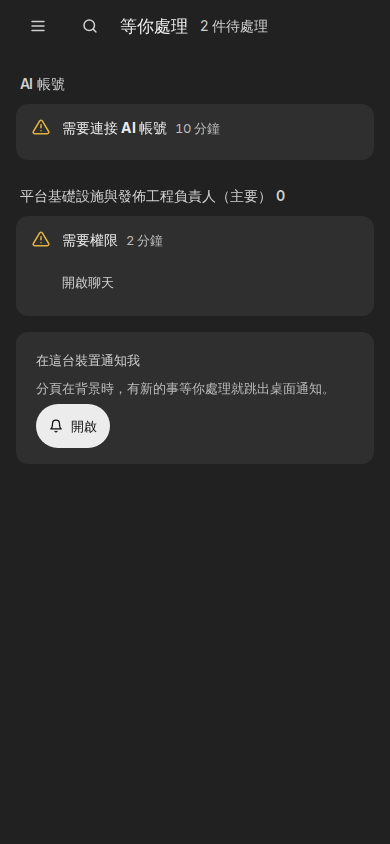 等你處理 2 件待處理
AI 帳號
需要連接 AI 帳號 10 分鐘
平台基礎設施與發佈工程負責人（主要） 0
需要權限 2 分鐘
開啟聊天
在這台裝置通知我
分頁在背景時，有新的事等你處理就跳出桌面通知。
開啟